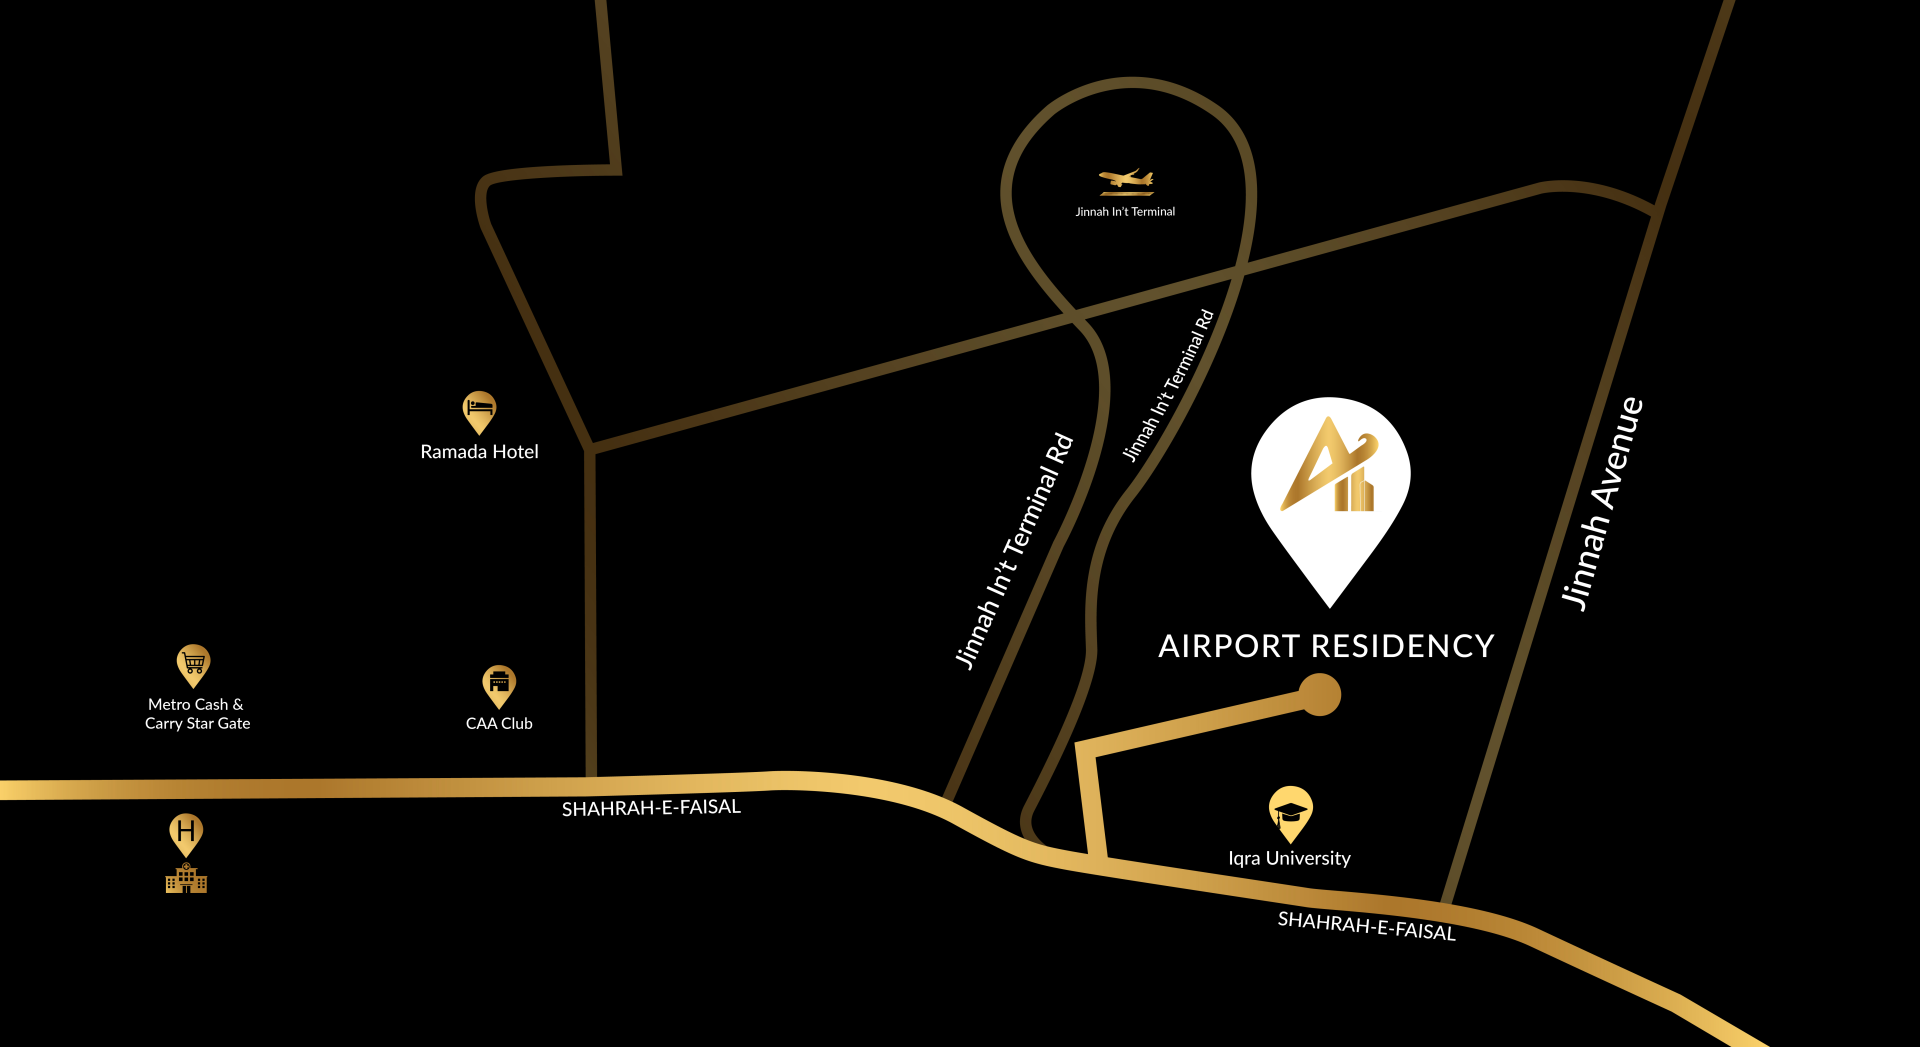 Jinnah In't Terminal
Jinnah In't Terminal Rd
Jinnah In't Terminal Rd
Jinnah Avenue
Ramada Hotel
AIRPORT RESIDENCY
Metro Cash &
Carry Star Gate
CAA Club
SHAHRAH-E-FAISAL
H
Iqra University
SHAHRAH-E-FAISAL